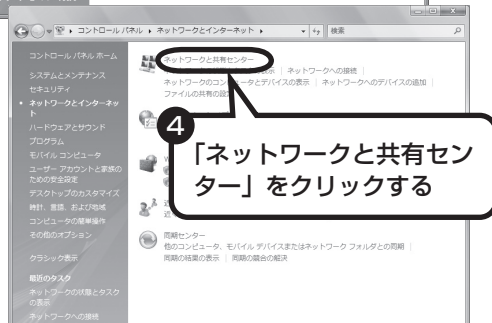 コントロール パネル ▸ ネットワークとインターネット ▸
検索
コントロール パネル ホーム
システムとメンテナンス
セキュリティ
ネットワークとインターネッ
ト
ハードウェアとサウンド
プログラム
モバイル コンピュータ
ユーザー アカウントと家族の
ための安全設定
デスクトップのカスタマイズ
時計、言語、および地域
コンピュータの簡単操作
その他のオプション
クラシック表示
最近のタスク
ネットワークの状態とタスク
の表示
ネットワークへの接続
ネットワークと共有センター
表示 | ネットワークへの接続
ネットワークのコン ータとデバイスの表示 | ネットワークへのデバイスの追加
ファイルの共有の設
4
「ネットワークと共有セン
ター」をクリックする
同期センター
他のコンピュータ、モバイル デバイスまたはネットワーク フォルダとの同期
同期の結果の表示 | 同期の競合の解決